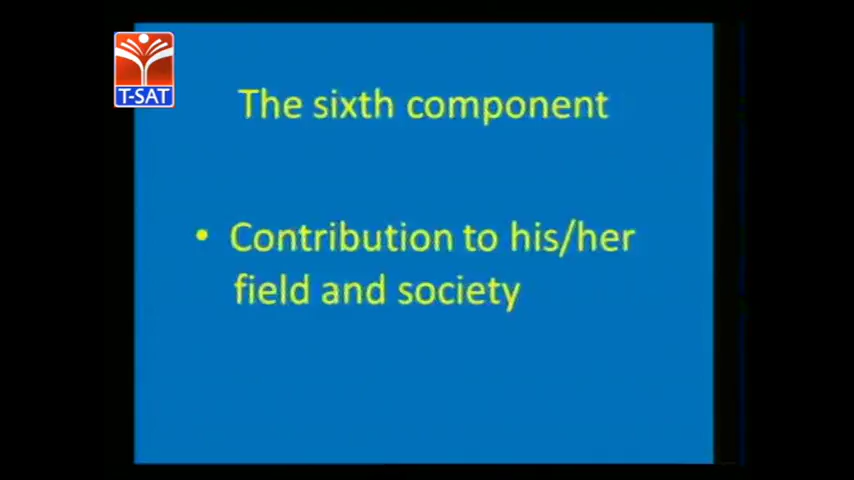 T-SAT
The sixth component
• Contribution to his/her
field and society